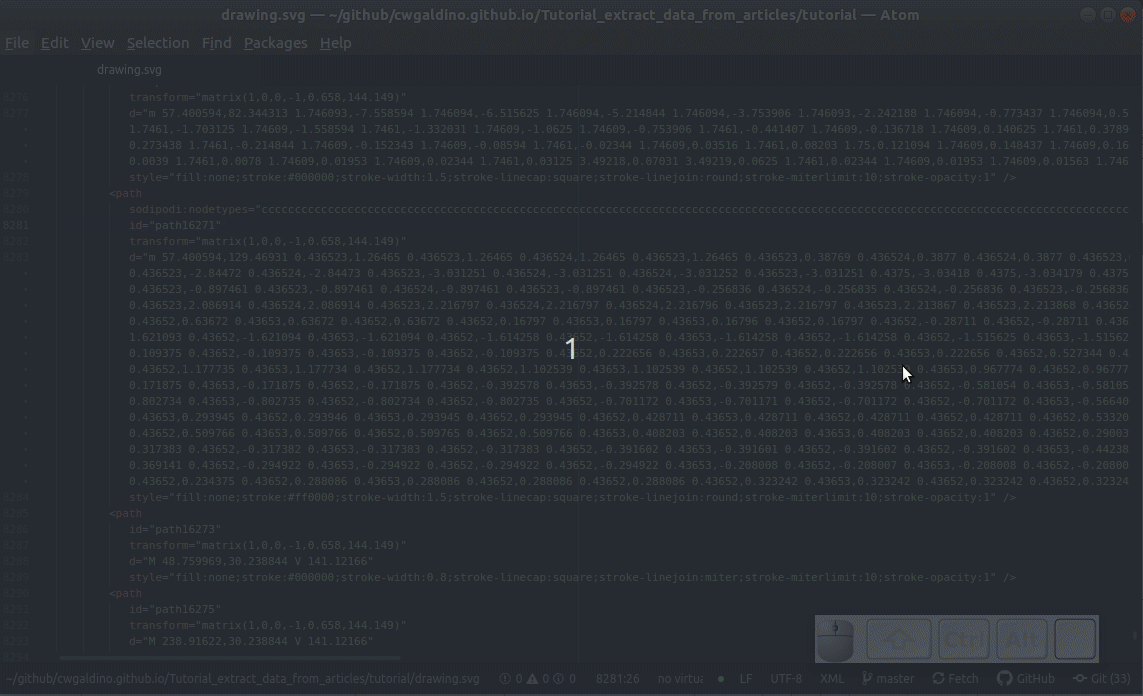 drawing.svg — ~/github/cwgaldino.github.io/Tutorial_extract_data_from_articles/tutorial — Atom
File Edit View Selection Find Packages Help
drawing.svg
transform="matrix(1,0,0,-1,0.658,144.149)"
d="m 57.400594,82.344313 1.746093,-7.558594 1.746094,-6.515625 1.746094,-5.214844 1.746094,-3.753906 1.746093,-2.242188 1.746094,-0.773437 1.746094,0.5
1.7461,-1.703125 1.74609,-1.558594 1.7461,-1.332031 1.74609,-1.0625 1.74609,-0.753906 1.7461,-0.441407 1.74609,-0.136718 1.74609,0.140625 1.7461,0.3789
0.273438 1.7461,-0.214844 1.74609,-0.152343 1.74609,-0.08594 1.7461,-0.02344 1.74609,0.03516 1.7461,0.08203 1.75,0.121094 1.74609,0.148437 1.74609,0.16
0.0039 1.7461,0.0078 1.74609,0.01953 1.74609,0.02344 1.7461,0.03125 3.49218,0.07031 3.49219,0.0625 1.7461,0.02344 1.74609,0.01953 1.74609,0.01563 1.746
style="fill:none;stroke:#000000;stroke-width:1.5;stroke-linecap:square;stroke-linejoin:round;stroke-miterlimit:10;stroke-opacity:1" />
<path
sodipodi:nodetypes=
8281 id="path16271"
transform="matrix(1,0,0,-1,0.658,144.149)"
d="m 57.400594,129.46931 0.436523,1.26465 0.436523,1.26465 0.436524,1.26465 0.436523,1.26465 0.436523,0.38769 0.436524,0.3877 0.436524,0.3877 0.436523,
0.436523,-2.84472 0.436524,-2.84473 0.436523,-3.031251 0.436524,-3.031251 0.436524,-3.031252 0.436523,-3.031251 0.4375,-3.03418 0.4375,-3.034179 0.4375
0.436523,-0.897461 0.436523,-0.897461 0.436524,-0.897461 0.436523,-0.897461 0.436523,-0.256836 0.436524,-0.256835 0.436524,-0.256836 0.436523,-0.256836
0.436523,2.086914 0.436524,2.086914 0.436523,2.216797 0.436524,2.216797 0.436524,2.216796 0.436523,2.216797 0.436523,2.213867 0.436523,2.213868 0.43652
0.43652,0.63672 0.43653,0.63672 0.43652,0.63672 0.43652,0.16797 0.43653,0.16797 0.43653,0.16796 0.43652,0.16797 0.43652,-0.28711 0.43652,-0.28711 0.436
1.621093 0.43652,-1.621094 0.43653,-1.621094 0.43652,-1.614258 0.43652,-1.614258 0.43653,-1.614258 0.43652,-1.614258 0.43652,-1.515625 0.43653,-1.51562
0.109375 0.43652,-0.109375 0.43653,-0.109375 0.43652,-0.109375 0.43652,0.222656 0.43653,0.222657 0.43652,0.222656 0.43653,0.222656 0.43652,0.527344 0.4
0.43652,1.177735 0.43653,1.177734 0.43652,1.177734 0.43652,1.102539 0.43653,1.102539 0.43652,1.102539 0.43652,1.10253 0.43653,0.967774 0.43652,0.96777
0.171875 0.43653,-0.171875 0.43652,-0.171875 0.43652,-0.392578 0.43653,-0.392578 0.43652,-0.392579 0.43652,-0.392578 0.43652,-0.581054 0.43653,-0.58105
0.802734 0.43653,-0.802735 0.43652,-0.802734 0.43652,-0.802735 0.43652,-0.701172 0.43653,-0.701171 0.43652,-0.701172 0.43652,-0.701172 0.43652,-0.56640
0.43653,0.293945 0.43652,0.293946 0.43653,0.293945 0.43652,0.293945 0.43652,0.428711 0.43653,0.428711 0.43652,0.428711 0.43652,0.428711 0.43652,0.53320
0.43652,0.509766 0.43653,0.509766 0.43652,0.509765 0.43652,0.509766 0.43653,0.408203 0.43652,0.408203 0.43653,0.408203 0.43652,0.408203 0.43652,0.29003
0.317383 0.43652,-0.317382 0.43652,-0.317383 0.43652,-0.317383 0.43652,-0.391602 0.43653,-0.391601 0.43652,-0.391602 0.43652,-0.391602 0.43653,-0.44238
0.369141 0.43652,-0.294922 0.43653,-0.294922 0.43652,-0.294922 0.43652,-0.294922 0.43652,-0.208008 0.43652,-0.208007 0.43653,-0.208008 0.43652,-0.20800
0.43652,0.234375 0.43652,0.288086 0.43653,0.288086 0.43652,0.288086 0.43652,0.288086 0.43652,0.323242 0.43653,0.323242 0.43652,0.323242 0.43652,0.32324
style="fill:none;stroke:#ff0000;stroke-width:1.5;stroke-linecap:square;stroke-linejoin:round;stroke-miterlimit:10;stroke-opacity:1" />
<path
id="path16273"
transform="matrix(1,0,0,-1,0.658,144.149)"
d="M 48.759969,30.238844 V 141.12166"
style="fill:none;stroke:#000000;stroke-width:0.8;stroke-linecap:square;stroke-linejoin:miter;stroke-miterlimit:10;stroke-opacity:1" />
<path
id="path16275"
transform="matrix(1,0,0,-1,0.658,144.149)"
d="M 238.91622,30.238844 V 141.12166"
1
Ctrl Alt
~/github/cwgaldino.github.io/Tutorial_extract_data_from_articles/tutorial/drawing.svg 0 0 0 8281:26 no virtu LF UTF-8 XML master Fetch GitHub Git (33)